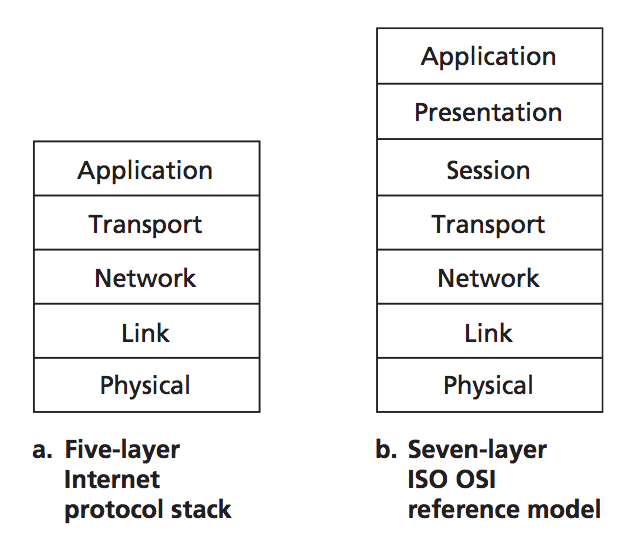 Application
Transport
Network
Link
Physical
a. Five-layer
Internet
protocol stack
Application
Presentation
Session
Transport
Network
Link
Physical
b. Seven-layer
ISO OSI
reference model